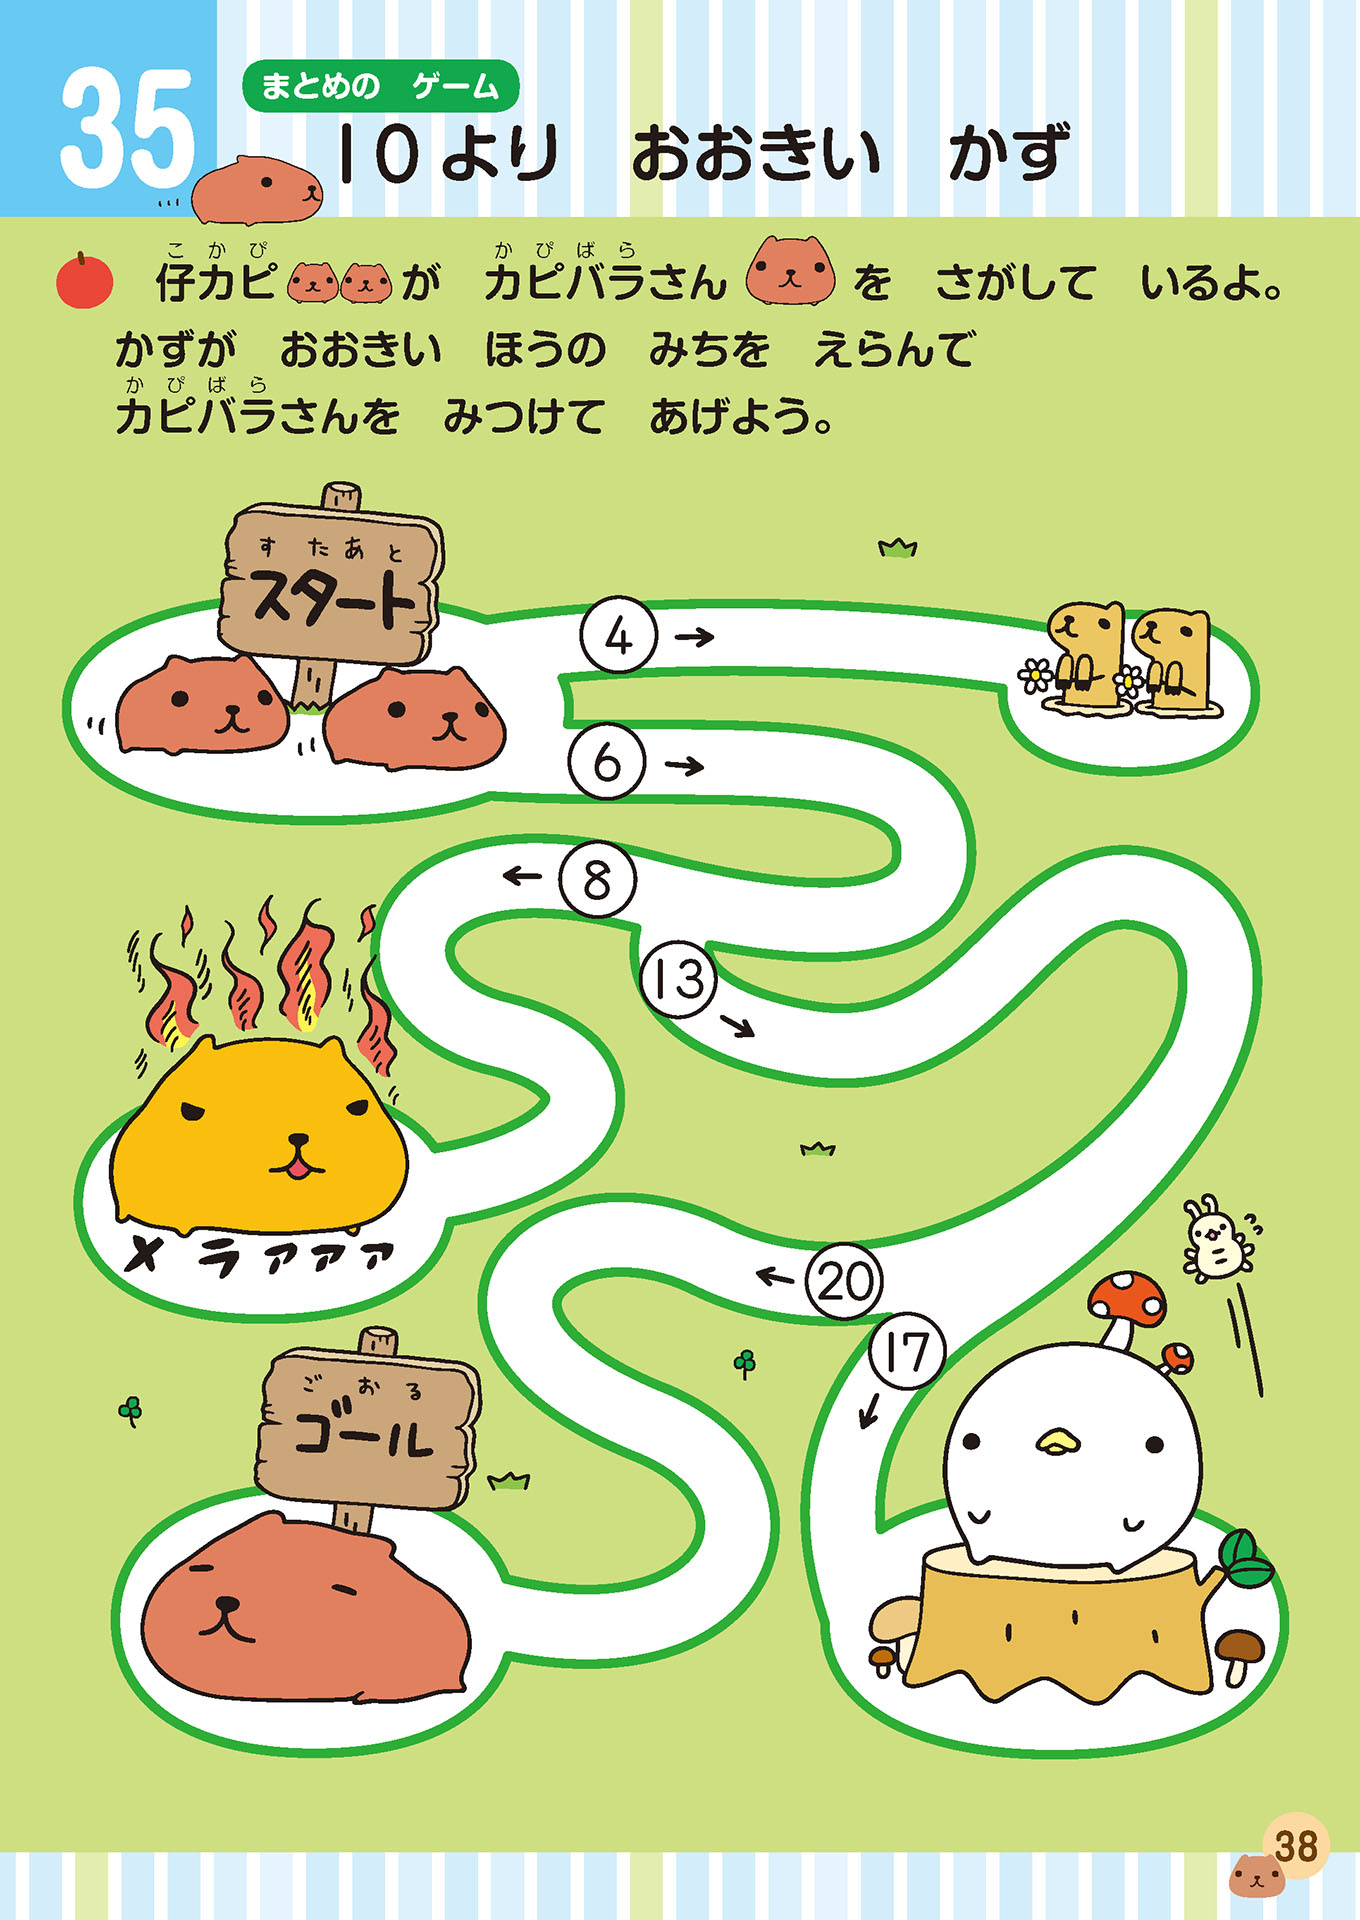 35
まとめの ゲーム
10より おおきい かず
こ か ぴ か ぴ ば ら
仔カピが カピバラさんを さがして いるよ。
かずが おおきい ほうの みちを えらんで
か ぴ ば ら
カピバラさんを みつけて あげよう。
す た あ と
スタート
4
6
8
13
メラァァァ
20
17
ご お る
ゴール
38